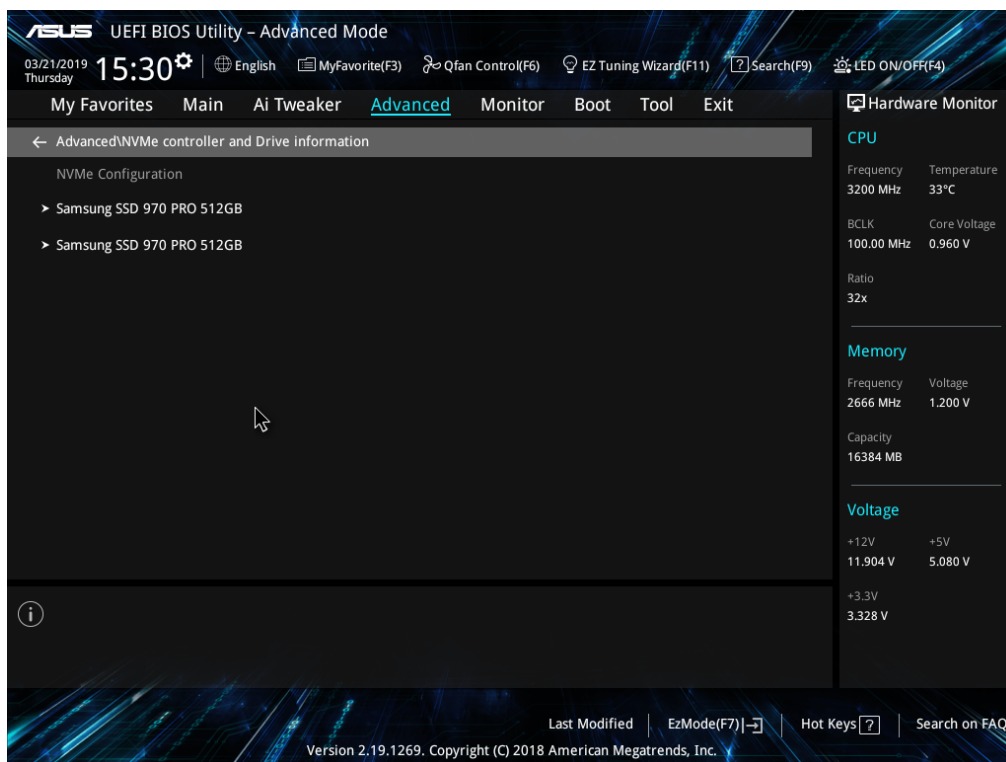 ASUS UEFI BIOS Utility – Advanced Mode
03/21/2019
Thursday
15:30
English MyFavorite(F3) Qfan Control(F6) EZ Tuning Wizard(F11) ? Search(F9) LED ON/OFF(F4)
My Favorites Main Ai Tweaker Advanced Monitor Boot Tool Exit
← Advanced\NVMe controller and Drive information
NVMe Configuration
Samsung SSD 970 PRO 512GB
Samsung SSD 970 PRO 512GB
Hardware Monitor
CPU
Frequency Temperature
3200 MHz 33°C
BCLK Core Voltage
100.00 MHz 0.960 V
Ratio
32x
Memory
Frequency Voltage
2666 MHz 1.200 V
Capacity
16384 MB
Voltage
+12V +5V
11.904 V 5.080 V
+3.3V
3.328 V
i
Last Modified EzMode(F7) Hot Keys ? Search on FAQ
Version 2.19.1269. Copyright (C) 2018 American Megatrends, Inc.